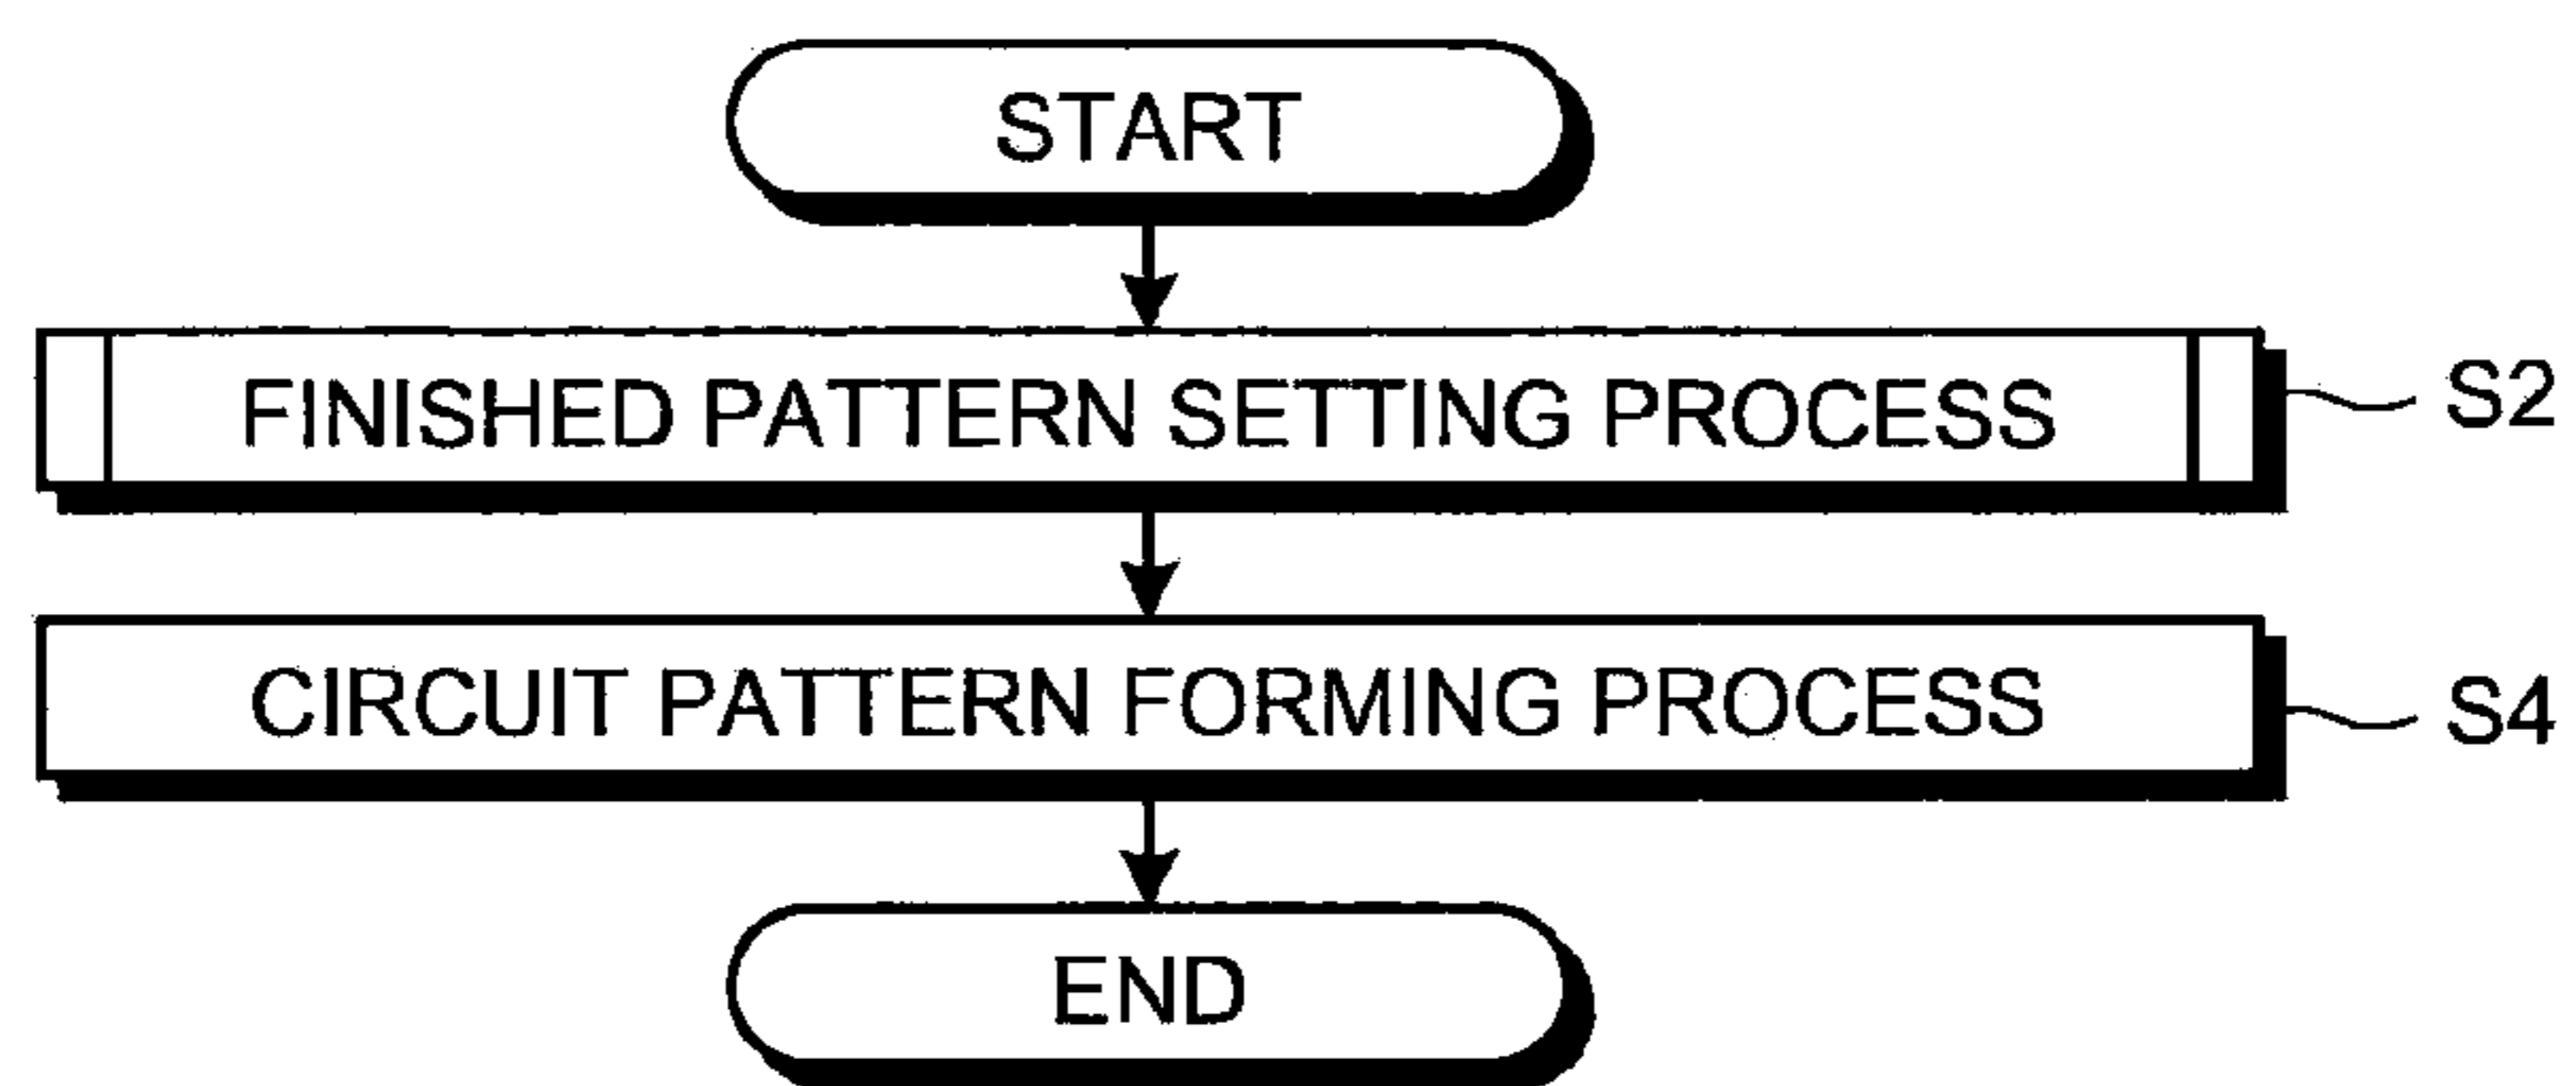 START
FINISHED PATTERN SETTING PROCESS S2
CIRCUIT PATTERN FORMING PROCESS S4
END